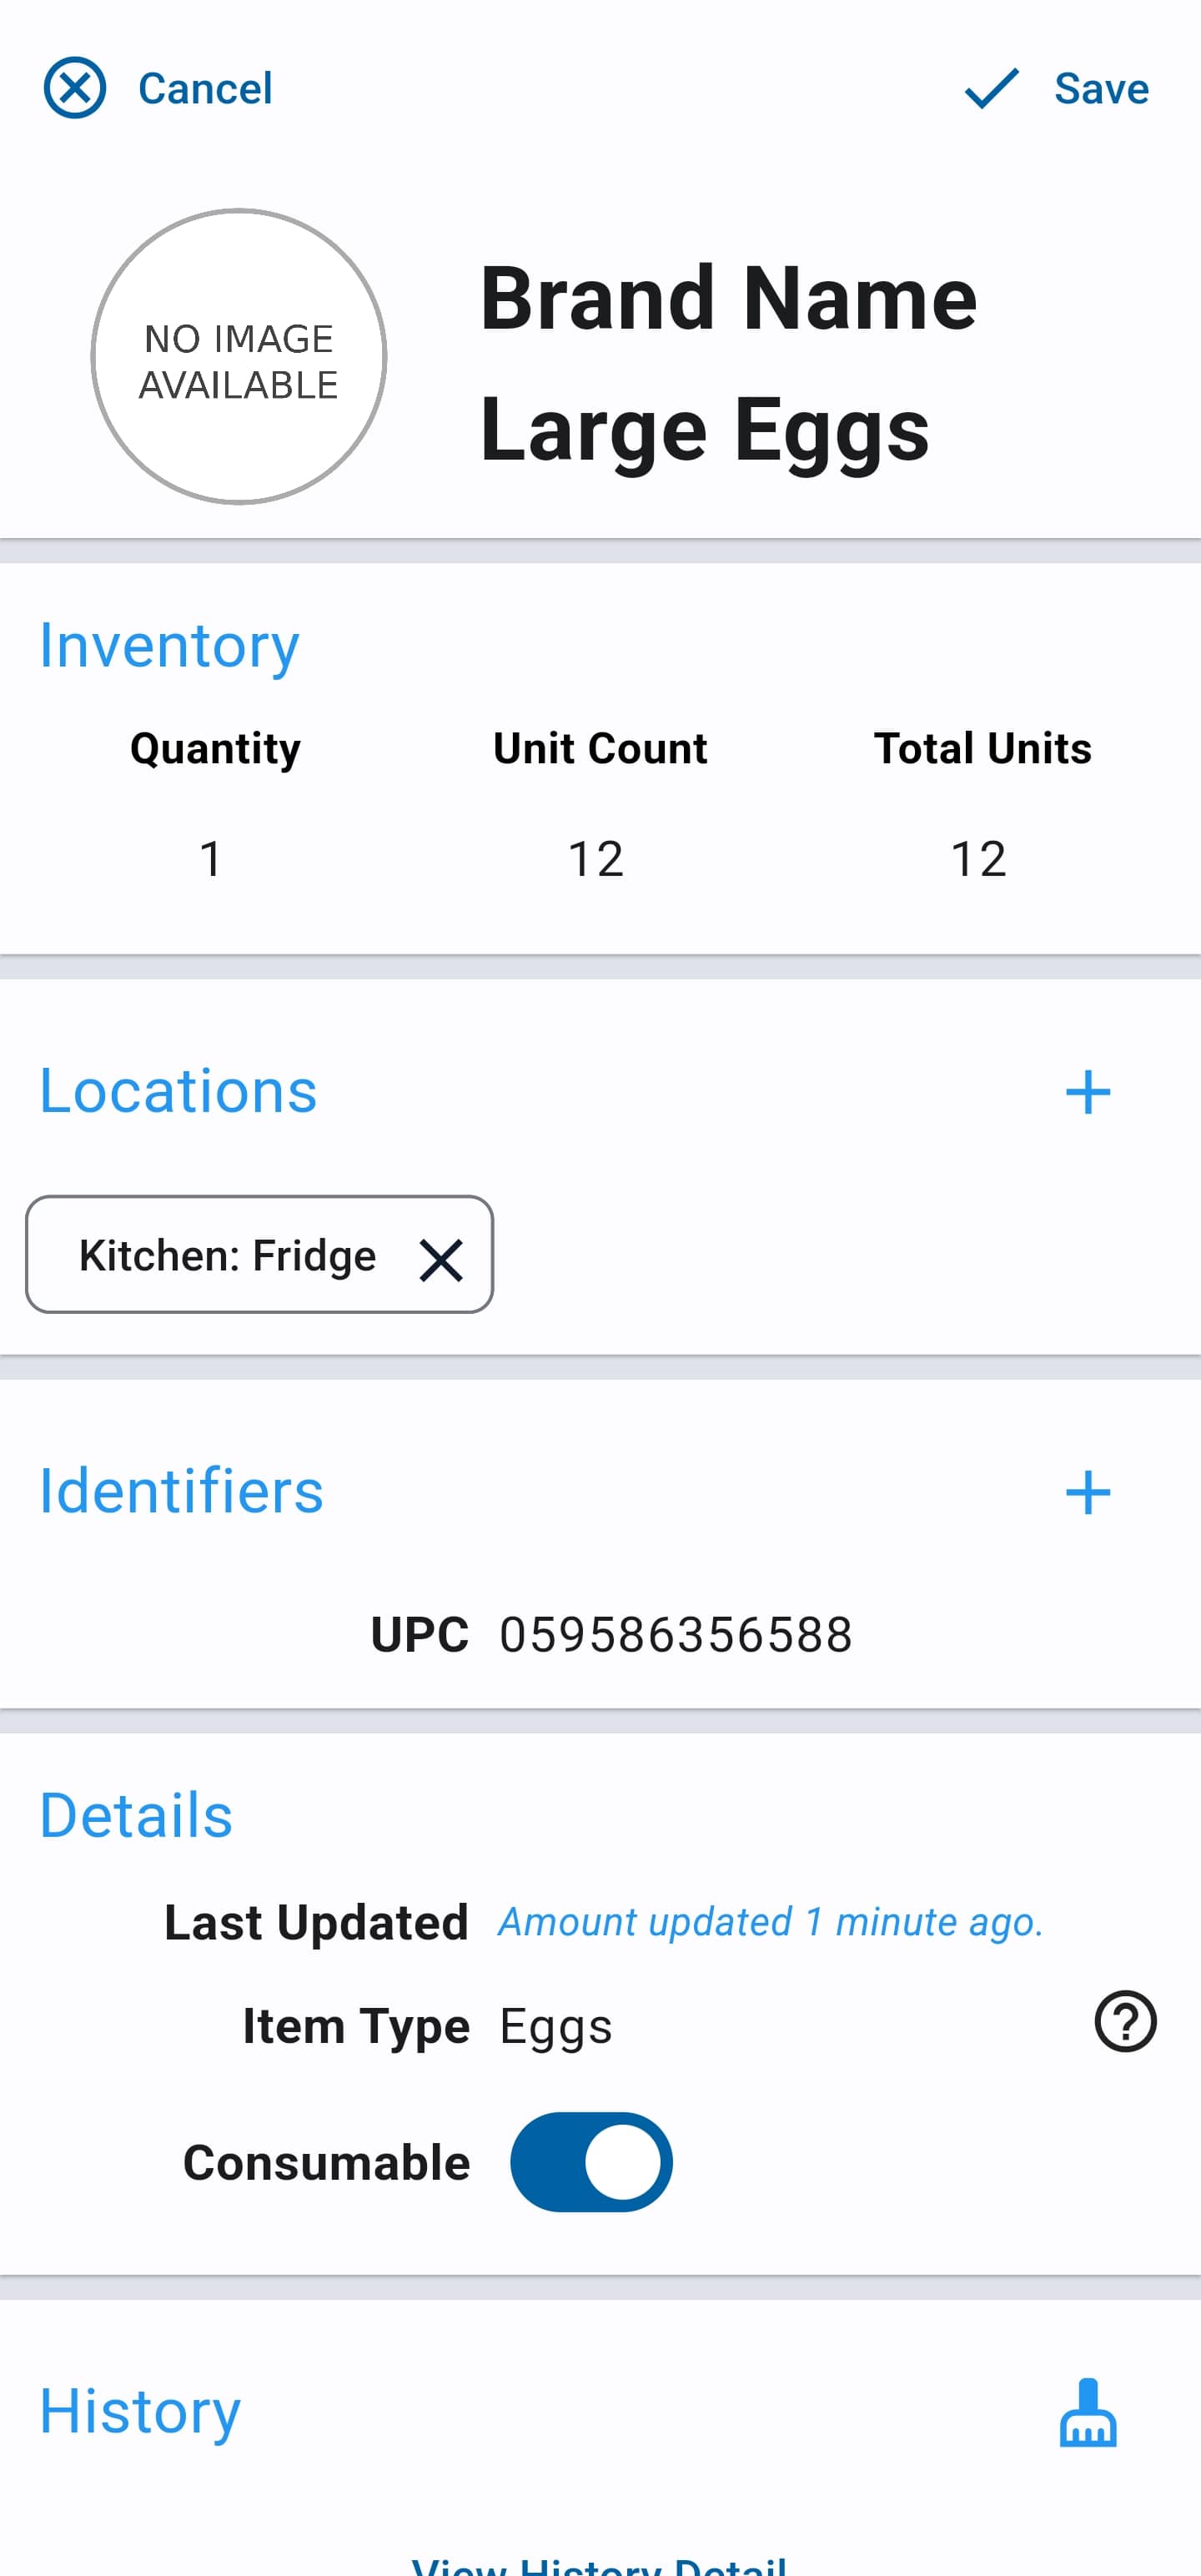 Cancel
Save
NO IMAGE
AVAILABLE
Brand Name
Large Eggs
Inventory
Quantity Unit Count Total Units
1 12 12
Locations
Kitchen: Fridge
Identifiers
UPC 059586356588
Details
Last Updated Amount updated 1 minute ago.
Item Type Eggs
Consumable
History
View History Detail